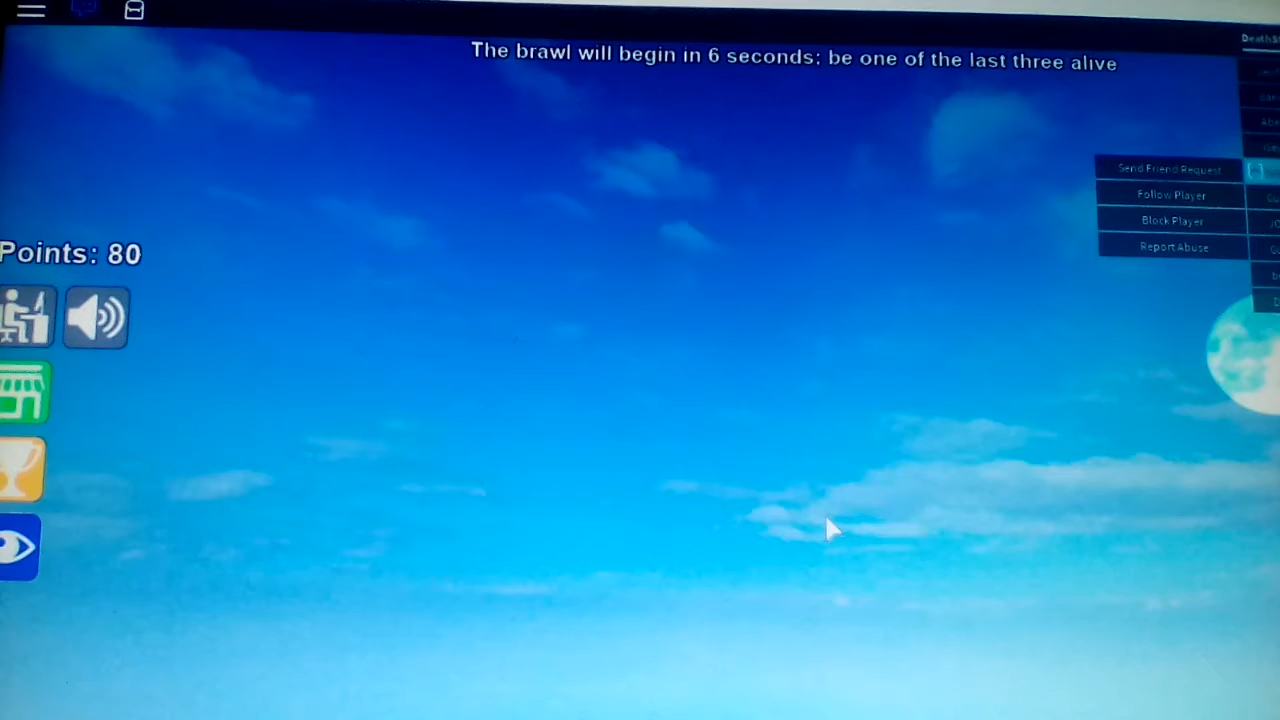 The brawl will begin in 6 seconds: be one of the last three alive
Send Friend Request
Follow Player
Block Player
Report Abuse
Points: 80